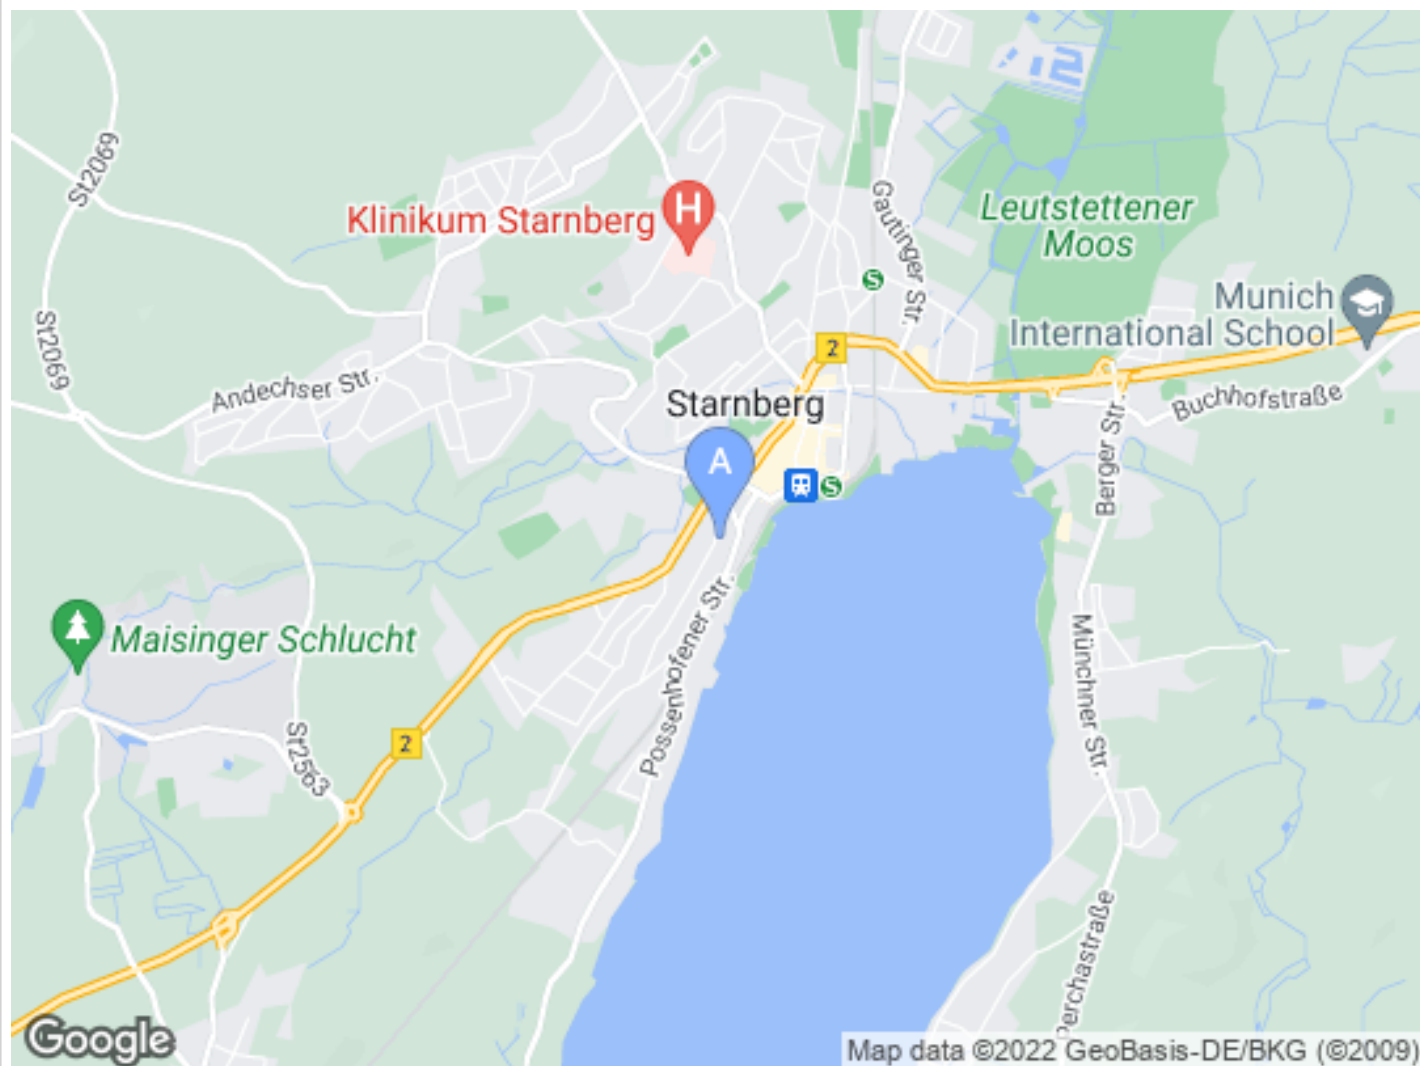 St2069
Klinikum Starnberg
H
Gautinger Str.
Leutstettener
Moos
S
Munich
International School
St2069
2
Andechser Str.
Starnberg
Buchhofstraße
Berger Str.
A
S
Maisinger Schlucht
Possenhofener Str.
Münchner Str.
St2563
2
Perchastraße
Google
Map data ©2022 GeoBasis-DE/BKG (©2009)